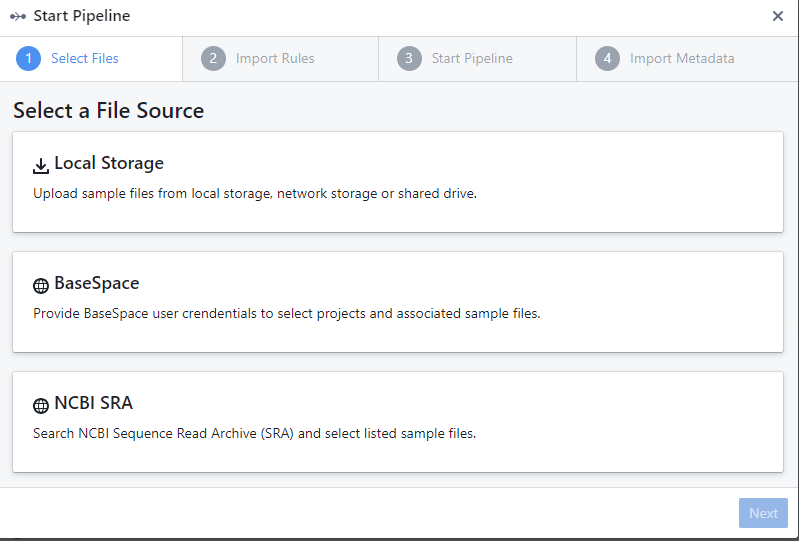 Start Pipeline
1 Select Files
2 Import Rules
3 Start Pipeline
4 Import Metadata
Select a File Source
Local Storage
Upload sample files from local storage, network storage or shared drive.
BaseSpace
Provide BaseSpace user crendentials to select projects and associated sample files.
NCBI SRA
Search NCBI Sequence Read Archive (SRA) and select listed sample files.
Next